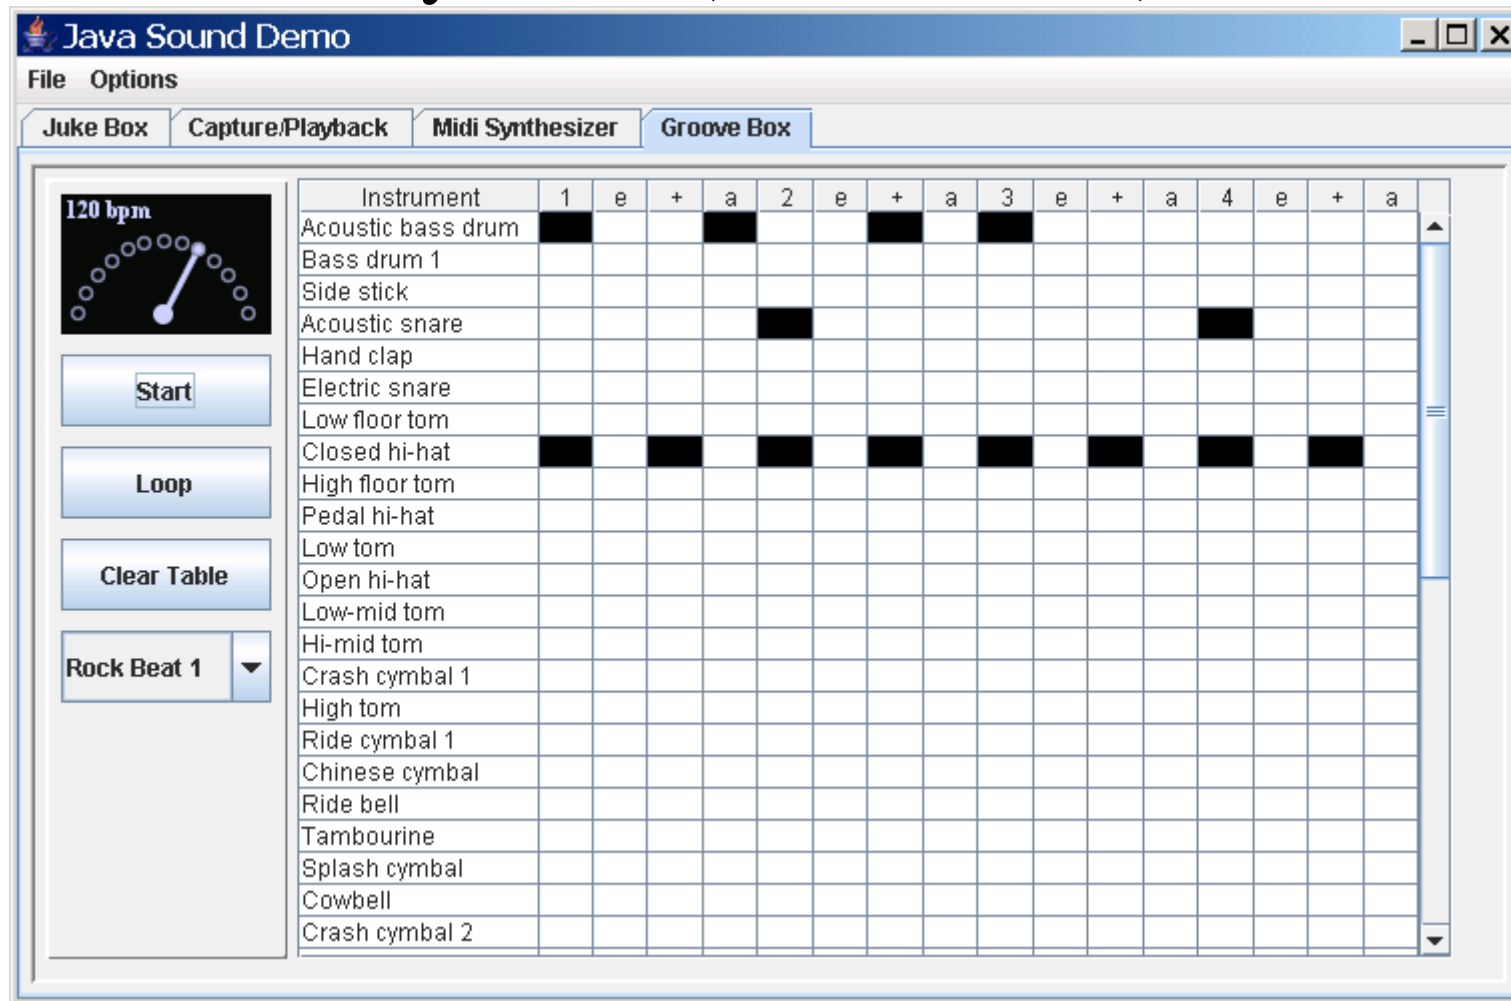 Java Sound Demo
File Options
Juke Box Capture/Playback Midi Synthesizer Groove Box
120 bpm
Start
Loop
Clear Table
Rock Beat 1
Instrument 1 e + a 2 e + a 3 e + a 4 e + a
Acoustic bass drum
Bass drum 1
Side stick
Acoustic snare
Hand clap
Electric snare
Low floor tom
Closed hi-hat
High floor tom
Pedal hi-hat
Low tom
Open hi-hat
Low-mid tom
Hi-mid tom
Crash cymbal 1
High tom
Ride cymbal 1
Chinese cymbal
Ride bell
Tambourine
Splash cymbal
Cowbell
Crash cymbal 2